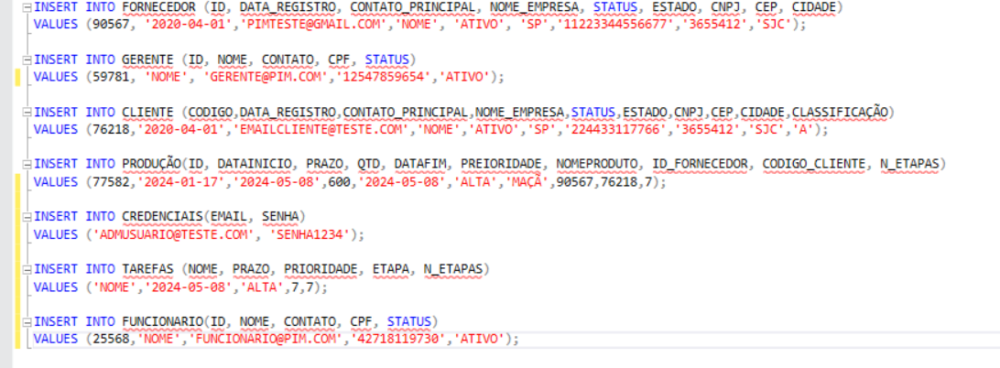 INSERT INTO FORNECEDOR (ID, DATA_REGISTRO, CONTATO_PRINCIPAL, NOME_EMPRESA, STATUS, ESTADO, CNPJ, CEP, CIDADE)
VALUES (90567, '2020-04-01','PIMTESTE@GMAIL.COM','NOME', 'ATIVO', 'SP','11223344556677','3655412','SJC');
INSERT INTO GERENTE (ID, NOME, CONTATO, CPF, STATUS)
VALUES (59781, 'NOME', 'GERENTE@PIM.COM','12547859654','ATIVO');
INSERT INTO CLIENTE (CODIGO,DATA_REGISTRO,CONTATO_PRINCIPAL,NOME_EMPRESA,STATUS,ESTADO,CNPJ,CEP,CIDADE,CLASSIFICAÇÃO)
VALUES (76218,'2020-04-01','EMAILCLIENTE@TESTE.COM','NOME','ATIVO','SP','224433117766','3655412','SJC','A');
INSERT INTO PRODUÇÃO(ID, DATAINICIO, PRAZO, QTD, DATAFIM, PREIORIDADE, NOMEPRODUTO, ID_FORNECEDOR, CODIGO_CLIENTE, N_ETAPAS)
VALUES (77582,'2024-01-17','2024-05-08',600,'2024-05-08','ALTA','MAÇÃ',90567,76218,7);
INSERT INTO CREDENCIAIS(EMAIL, SENHA)
VALUES ('ADMUSUARIO@TESTE.COM', 'SENHA1234');
INSERT INTO TAREFAS (NOME, PRAZO, PRIORIDADE, ETAPA, N_ETAPAS)
VALUES ('NOME','2024-05-08','ALTA',7,7);
INSERT INTO FUNCIONARIO(ID, NOME, CONTATO, CPF, STATUS)
VALUES (25568,'NOME','FUNCIONARIO@PIM.COM','42718119730','ATIVO');